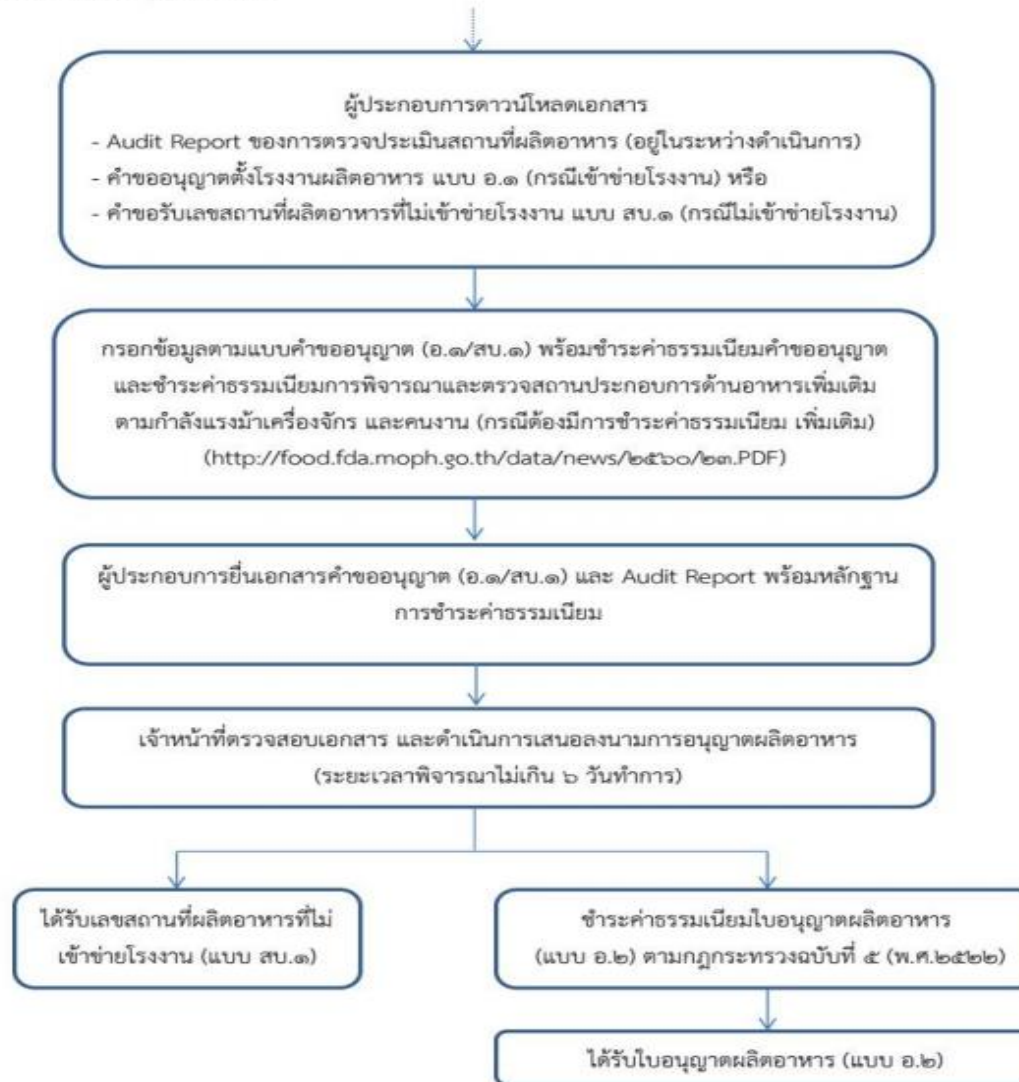 ผู้ประกอบการดาวน์โหลดเอกสาร
- Audit Report ของการตรวจประเมินสถานที่ผลิตอาหาร (อยู่ในระหว่างดำเนินการ)
- คำขออนุญาตตั้งโรงงานผลิตอาหาร แบบ อ.๑ (กรณีเข้าข่ายโรงงาน) หรือ
- คำขอรับเลขสถานที่ผลิตอาหารที่ไม่เข้าข่ายโรงงาน แบบ สบ.๑ (กรณีไม่เข้าข่ายโรงงาน)
กรอกข้อมูลตามแบบคำขออนุญาต (อ.๑/สบ.๑) พร้อมชำระค่าธรรมเนียมคำขออนุญาต
และชำระค่าธรรมเนียมการพิจารณาและตรวจสถานประกอบการด้านอาหารเพิ่มเติม
ตามกำลังแรงม้าเครื่องจักร และคนงาน (กรณีต้องมีการชำระค่าธรรมเนียม เพิ่มเติม)
(http://food.fda.moph.go.th/data/news/๒๕๖๐/๒๓.PDF)
ผู้ประกอบการยื่นเอกสารคำขออนุญาต (อ.๑/สบ.๑) และ Audit Report พร้อมหลักฐาน
การชำระค่าธรรมเนียม
เจ้าหน้าที่ตรวจสอบเอกสาร และดำเนินการเสนอลงนามการอนุญาตผลิตอาหาร
(ระยะเวลาพิจารณาไม่เกิน ๖ วันทำการ)
ได้รับเลขสถานที่ผลิตอาหารที่ไม่
เข้าข่ายโรงงาน (แบบ สบ.๑)
ชำระค่าธรรมเนียมใบอนุญาตผลิตอาหาร
(แบบ อ.๒) ตามกฎกระทรวงฉบับที่ ๕ (พ.ศ.๒๕๒๒)
ได้รับใบอนุญาตผลิตอาหาร (แบบ อ.๒)